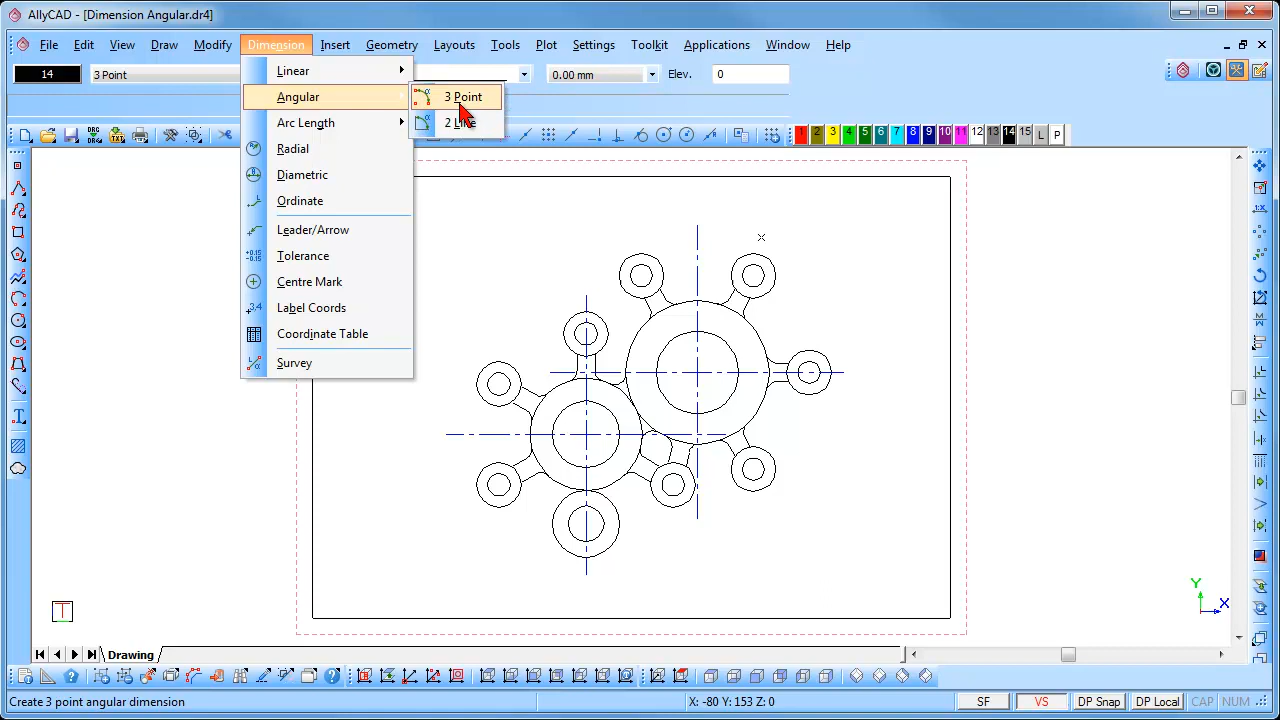 AllyCAD - [Dimension Angular.dr4]
File Edit View Draw Modify Dimension Insert Geometry Layouts Tools Plot Settings Toolkit Applications Window Help
14 3 Point 0.00 mm Elev. 0
Linear
Angular
3 Point
Arc Length
2 Line
Radial
Diametric
Ordinate
Leader/Arrow
Tolerance
Centre Mark
Label Coords
Coordinate Table
Survey
1 2 3 4 5 6 7 8 9 10 11 12 13 14 15 16 L P
Y
X
T
Drawing
Create 3 point angular dimension X: -80 Y: 153 Z: 0 SF VS DP Snap DP Local CAP NUM